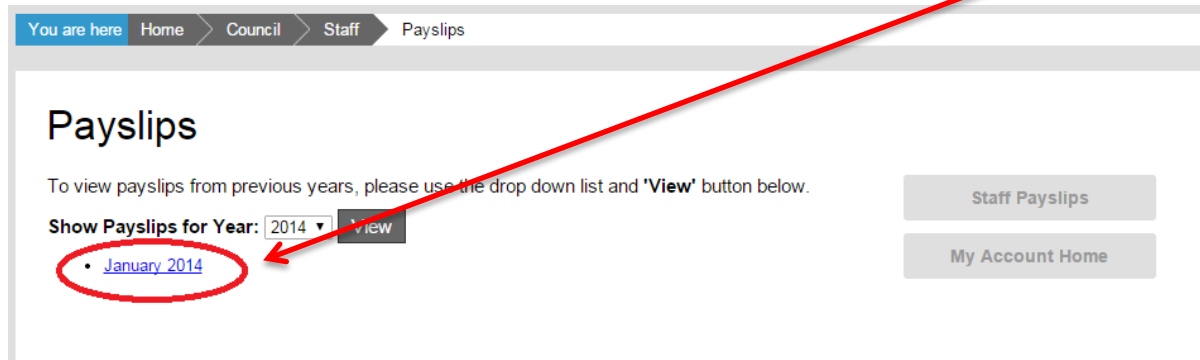 You are here Home Council Staff Payslips
Payslips
To view payslips from previous years, please use the drop down list and 'View' button below.
Show Payslips for Year: 2014 View
• January 2014
Staff Payslips
My Account Home